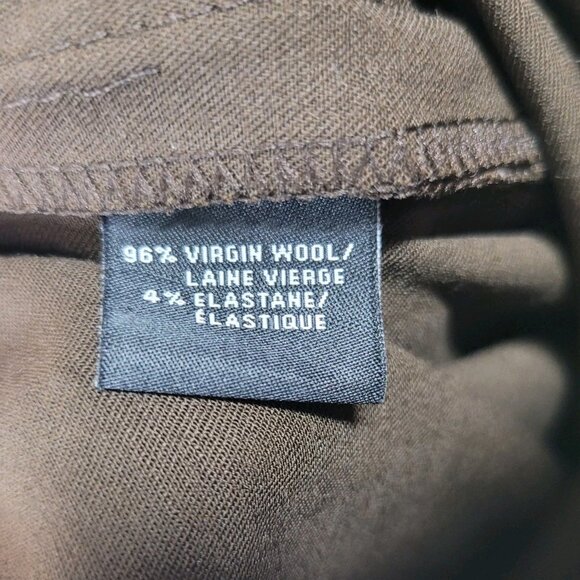 96% VIRGIN WOOL/
LAINE VIERGE
4% ELASTANE/
ÉLASTIQUE